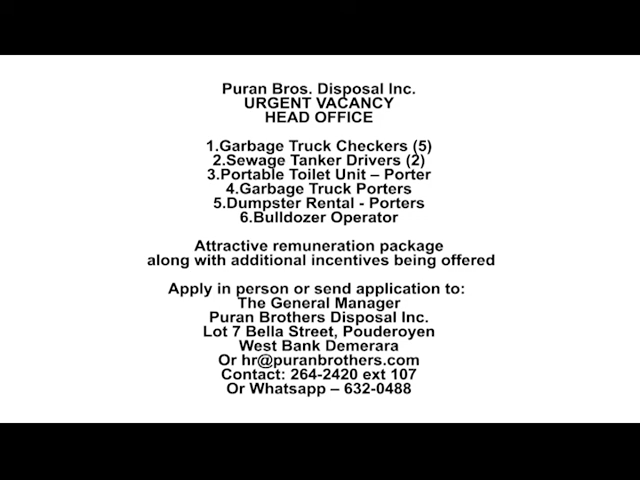 Puran Bros. Disposal Inc.
URGENT VACANCY
HEAD OFFICE
1.Garbage Truck Checkers (5)
2.Sewage Tanker Drivers (2)
3.Portable Toilet Unit – Porter
4.Garbage Truck Porters
5.Dumpster Rental - Porters
6.Bulldozer Operator
Attractive remuneration package
along with additional incentives being offered
Apply in person or send application to:
The General Manager
Puran Brothers Disposal Inc.
Lot 7 Bella Street, Pouderoyen
West Bank Demerara
Or hr@puranbrothers.com
Contact: 264-2420 ext 107
Or Whatsapp – 632-0488